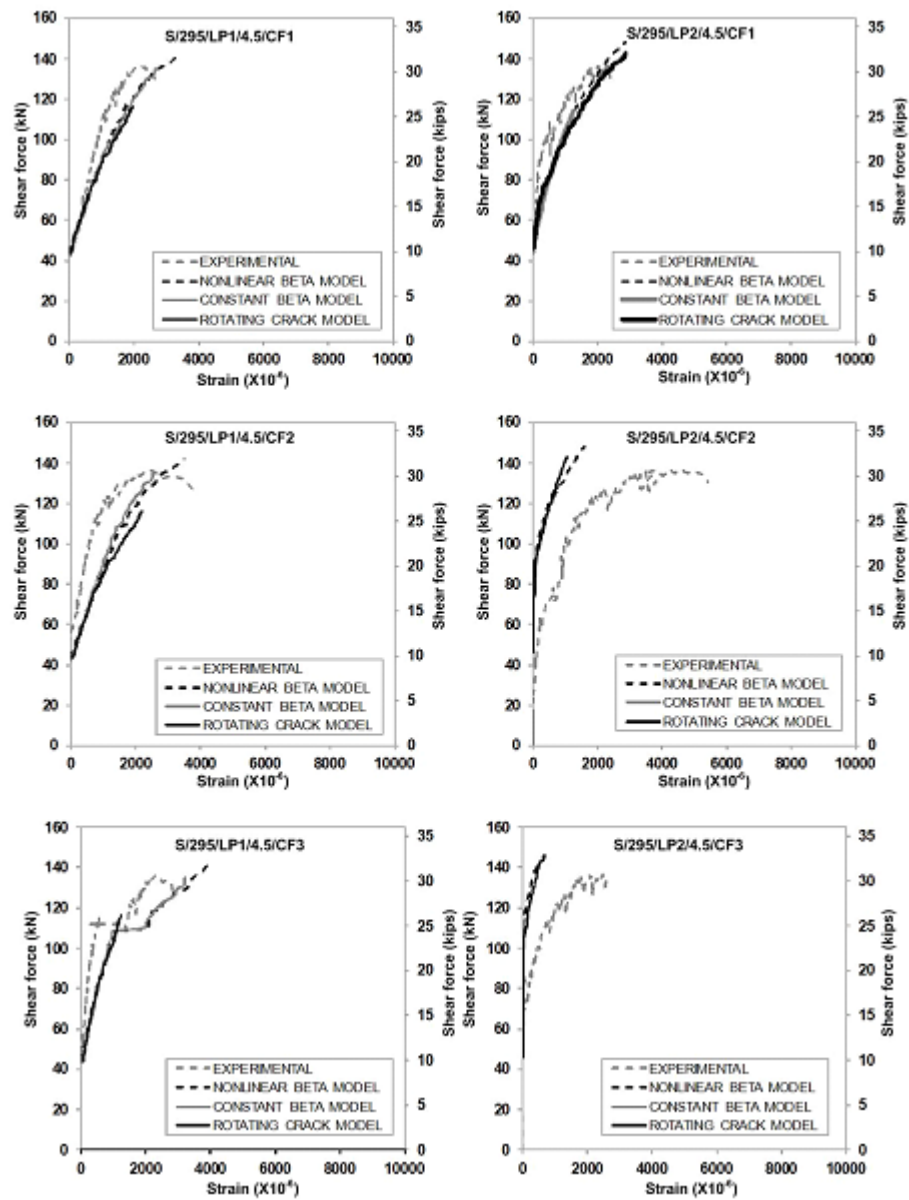 S/295/LP1/4.5/CF1
Shear force (kN)
160
140
120
100
80
60
40
20
0
35
30
25
20
15
10
5
0
Shear force (kips)
EXPERIMENTAL
NONLINEAR BETA MODEL
CONSTANT BETA MODEL
ROTATING CRACK MODEL
0 2000 4000 6000 8000 10000
Strain (X10⁻⁶)
S/295/LP2/4.5/CF1
Shear force (kN)
160
140
120
100
80
60
40
20
0
35
30
25
20
15
10
5
0
Shear force (kips)
EXPERIMENTAL
NONLINEAR BETA MODEL
CONSTANT BETA MODEL
ROTATING CRACK MODEL
0 2000 4000 6000 8000 10000
Strain (X10⁻⁶)
S/295/LP1/4.5/CF2
Shear force (kN)
160
140
120
100
80
60
40
20
0
35
30
25
20
15
10
5
0
Shear force (kips)
EXPERIMENTAL
NONLINEAR BETA MODEL
CONSTANT BETA MODEL
ROTATING CRACK MODEL
0 2000 4000 6000 8000 10000
Strain (X10⁻⁶)
S/295/LP2/4.5/CF2
Shear force (kN)
160
140
120
100
80
60
40
20
0
35
30
25
20
15
10
5
0
Shear force (kips)
EXPERIMENTAL
NONLINEAR BETA MODEL
CONSTANT BETA MODEL
ROTATING CRACK MODEL
0 2000 4000 6000 8000 10000
Strain (X10⁻⁶)
S/295/LP1/4.5/CF3
Shear force (kN)
160
140
120
100
80
60
40
20
0
35
30
25
20
15
10
5
0
Shear force (kips)
EXPERIMENTAL
NONLINEAR BETA MODEL
CONSTANT BETA MODEL
ROTATING CRACK MODEL
0 2000 4000 6000 8000 10000
Strain (X10⁻⁶)
S/295/LP2/4.5/CF3
Shear force (kN)
160
140
120
100
80
60
40
20
0
35
30
25
20
15
10
5
0
Shear force (kips)
EXPERIMENTAL
NONLINEAR BETA MODEL
CONSTANT BETA MODEL
ROTATING CRACK MODEL
0 2000 4000 6000 8000 10000
Strain (X10⁻⁶)